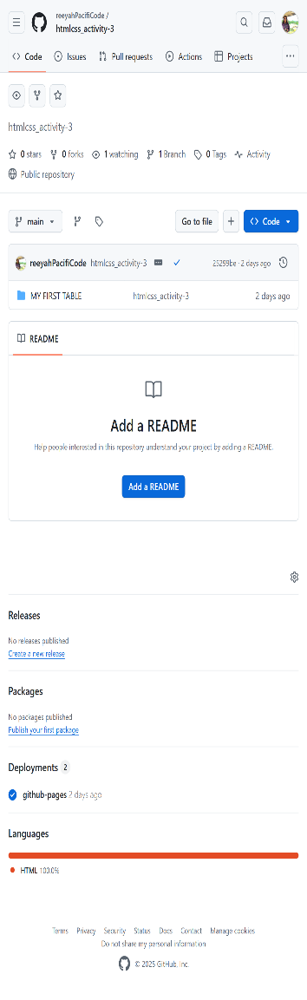 reeyahPacifiCode /
htmlcss_activity-3
Code Issues Pull requests Actions Projects
htmlcss_activity-3
0 stars 0 forks 1 watching 1 Branch 0 Tags Activity
Public repository
main Go to file Code
reeyahPacifiCode htmlcss_activity-3 25299be · 2 days ago
MY FIRST TABLE htmlcss_activity-3 2 days ago
README
Add a README
Help people interested in this repository understand your project by adding a README.
Add a README
Releases
No releases published
Create a new release
Packages
No packages published
Publish your first package
Deployments 2
github-pages 2 days ago
Languages
HTML 100.0%
Terms Privacy Security Status Docs Contact Manage cookies
Do not share my personal information
© 2025 GitHub, Inc.